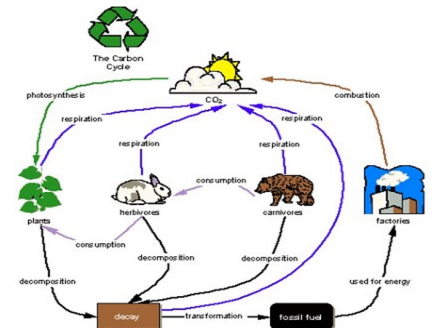 The Carbon
Cycle
CO₂
photosynthesis
combustion
respiration
respiration
respiration
respiration
consumption
plants
herbivores
carnivores
factories
consumption
decomposition
decomposition
decomposition
used for energy
decay
transformation
fossil fuel